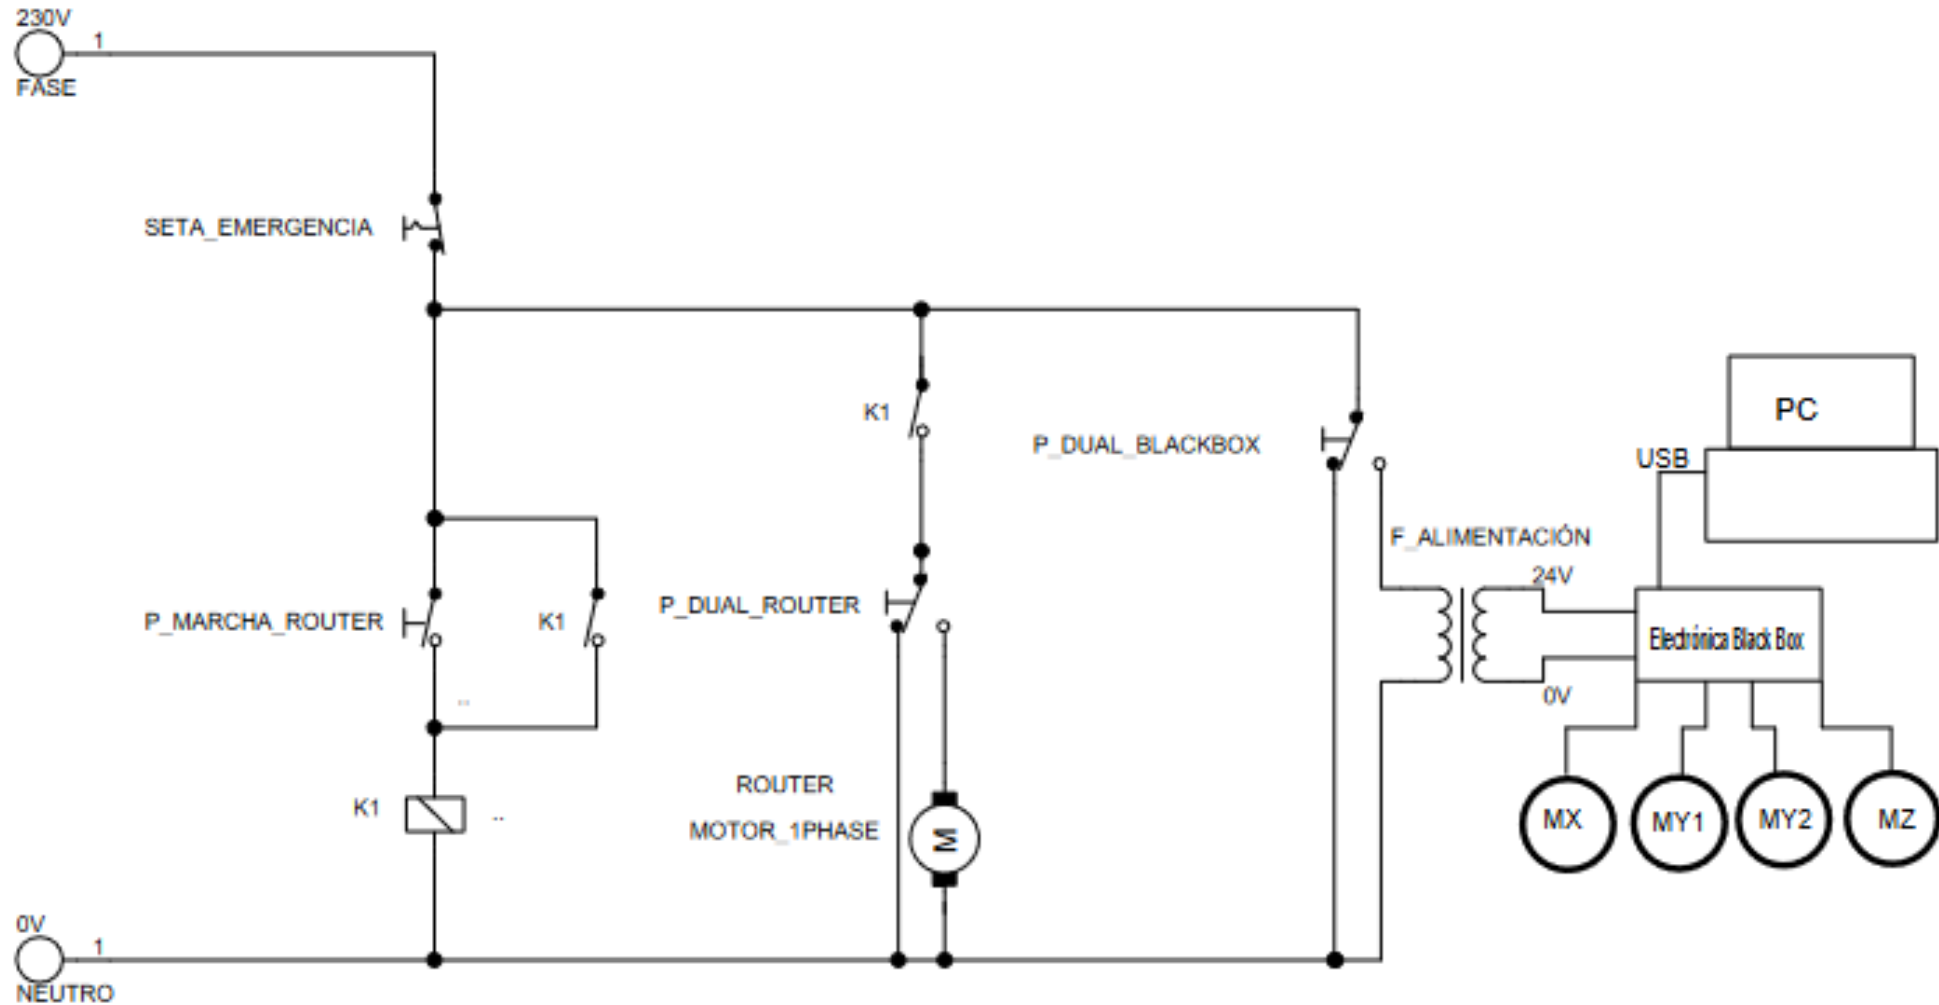 230V
1
FASE
SETA_EMERGENCIA
K1
P_DUAL_BLACKBOX
PC
USB
F_ALIMENTACIÓN
24V
P_MARCHA_ROUTER
K1
P_DUAL_ROUTER
Electrónica Black Box
0V
..
ROUTER
MOTOR_1PHASE
M
K1
..
MX
MY1
MY2
MZ
0V
1
NEUTRO